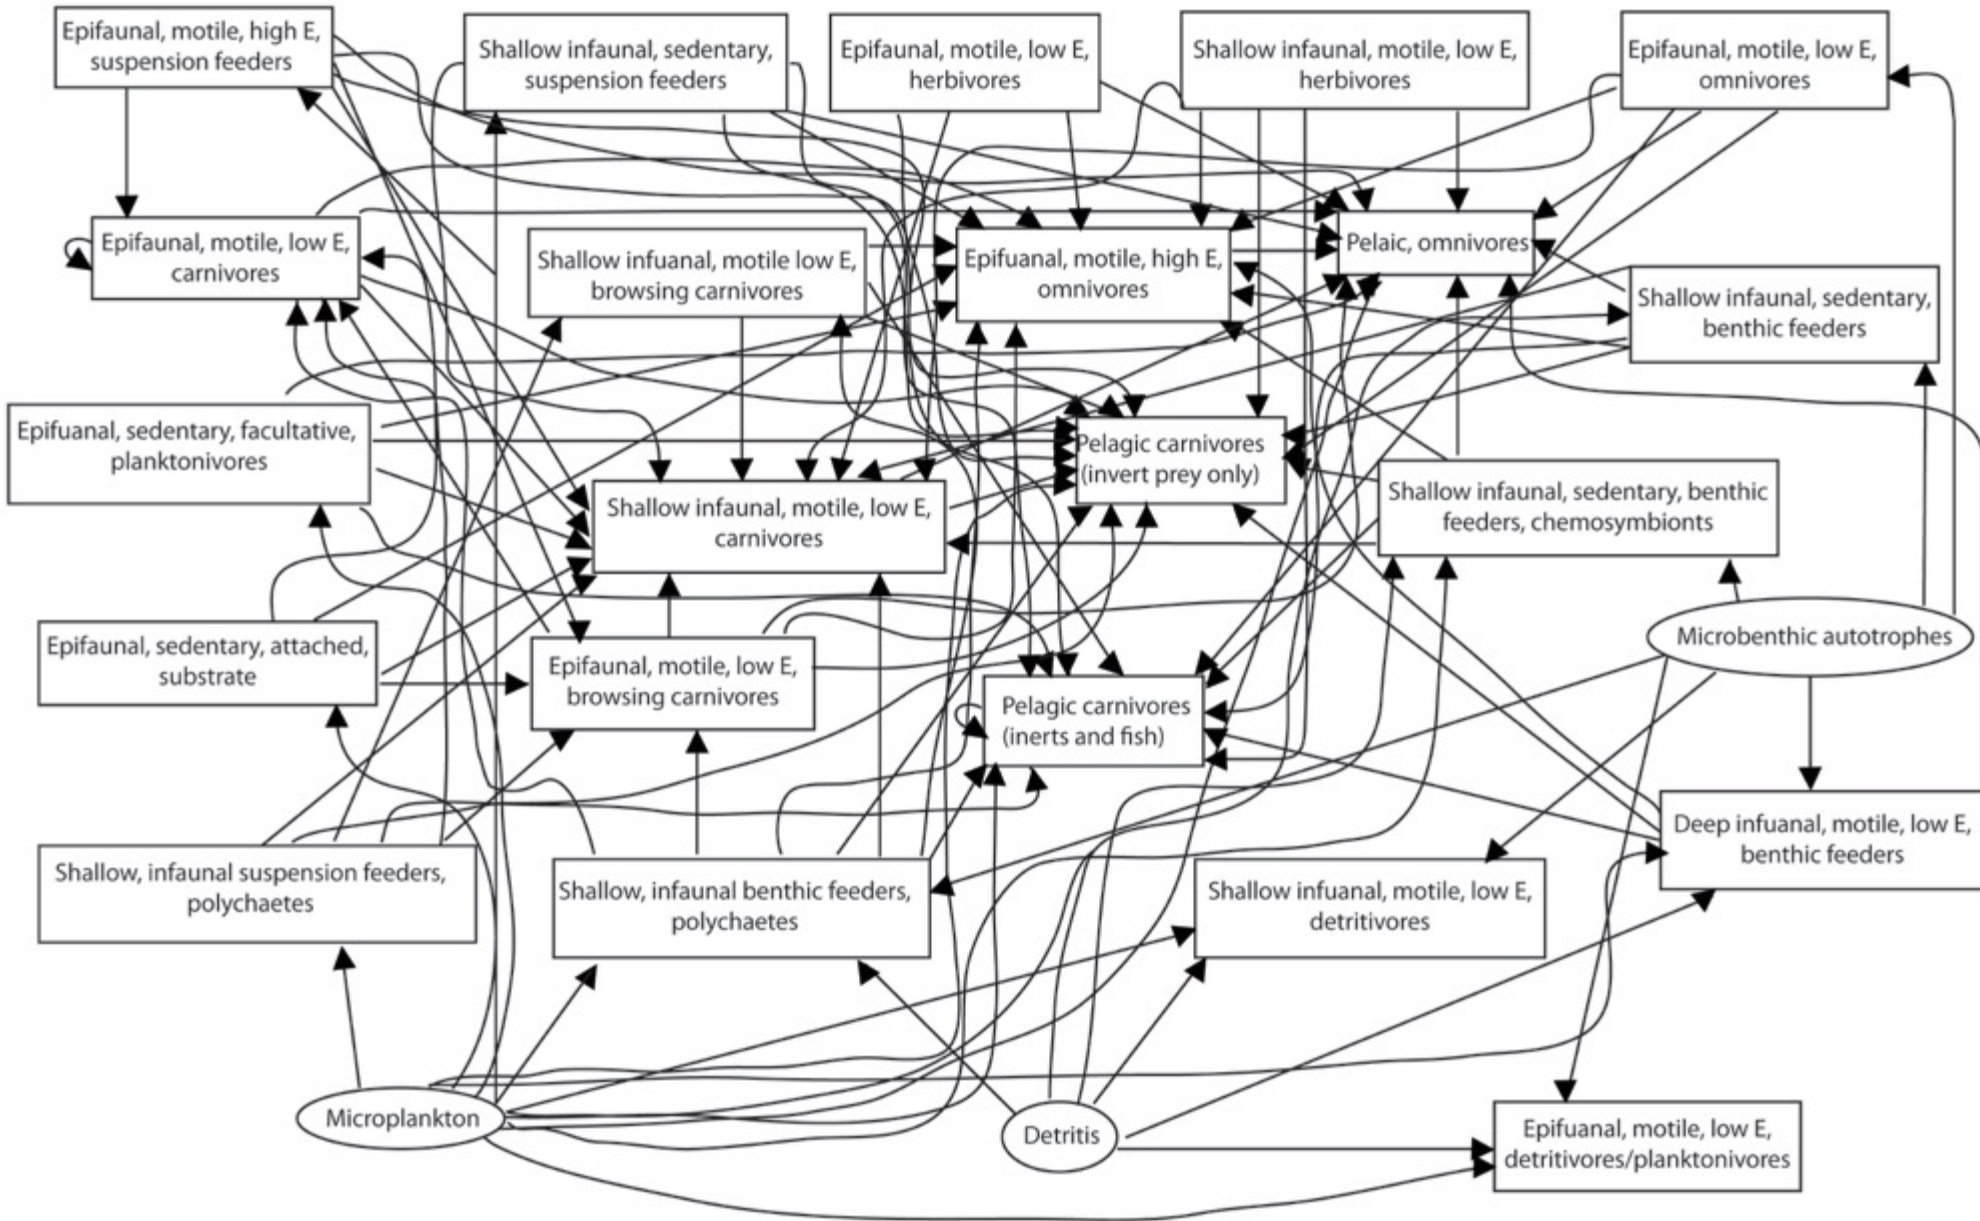 Epifaunal, motile, high E,
suspension feeders
Shallow infaunal, sedentary,
suspension feeders
Epifaunal, motile, low E,
herbivores
Shallow infaunal, motile, low E,
herbivores
Epifaunal, motile, low E,
omnivores
Epifaunal, motile, low E,
carnivores
Shallow infuanal, motile low E,
browsing carnivores
Epifuanal, motile, high E,
omnivores
Pelaic, omnivores
Shallow infaunal, sedentary,
benthic feeders
Epifuanal, sedentary, facultative,
planktonivores
Shallow infaunal, motile, low E,
carnivores
Pelagic carnivores
(invert prey only)
Shallow infaunal, sedentary, benthic
feeders, chemosymbionts
Epifaunal, sedentary, attached,
substrate
Epifaunal, motile, low E,
browsing carnivores
Pelagic carnivores
(inerts and fish)
Microbenthic autotrophes
Shallow, infaunal suspension feeders,
polychaetes
Shallow, infaunal benthic feeders,
polychaetes
Shallow infuanal, motile, low E,
detritivores
Deep infuanal, motile, low E,
benthic feeders
Microplankton
Detritis
Epifuanal, motile, low E,
detritivores/planktonivores